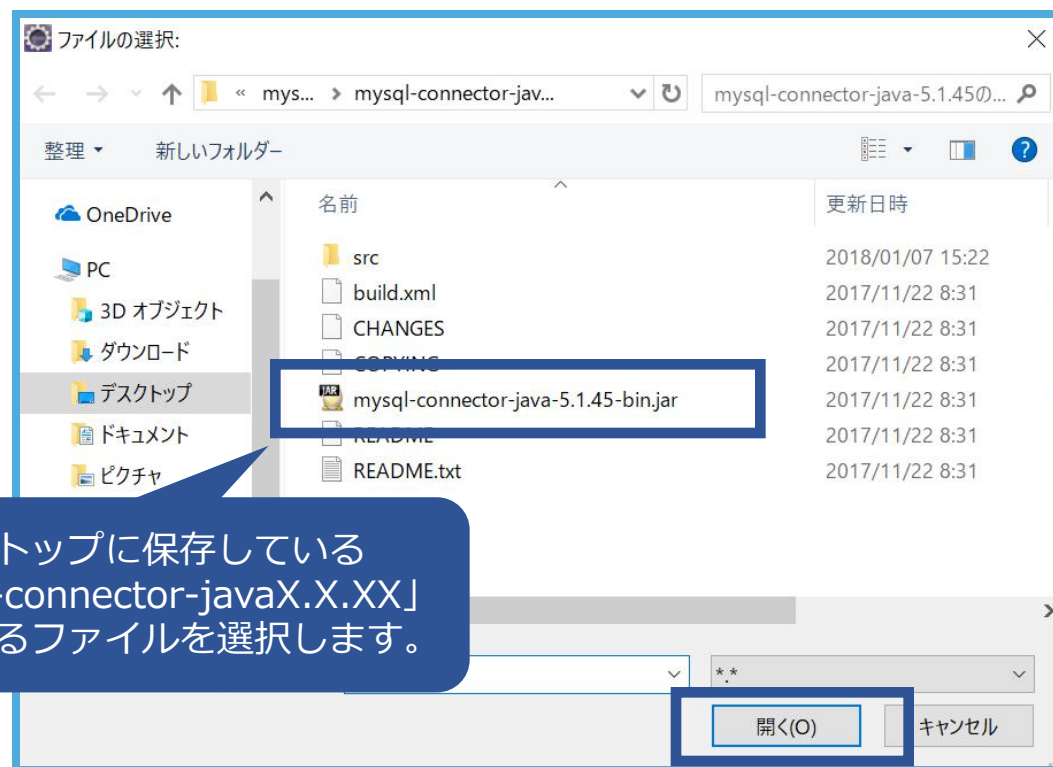 ファイルの選択:
« mys... > mysql-connector-jav...
mysql-connector-java-5.1.45の...
整理
新しいフォルダー
名前
更新日時
OneDrive
PC
3D オブジェクト
ダウンロード
デスクトップ
ドキュメント
ピクチャ
src 2018/01/07 15:22
build.xml 2017/11/22 8:31
CHANGES 2017/11/22 8:31
COPYING 2017/11/22 8:31
JAR
mysql-connector-java-5.1.45-bin.jar 2017/11/22 8:31
README 2017/11/22 8:31
README.txt 2017/11/22 8:31
トップに保存している
-connector-javaX.X.XX」
るファイルを選択します。
*.*
開く(O)
キャンセル